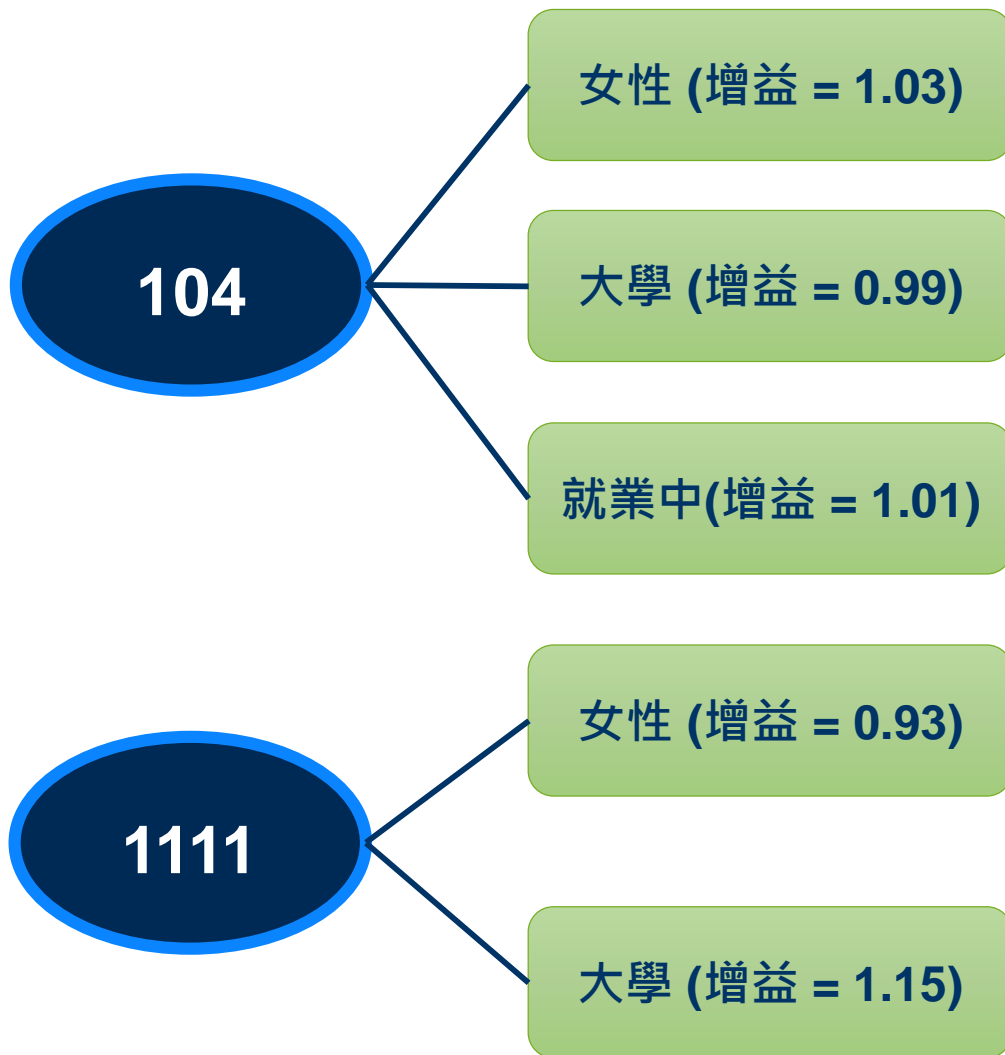 104
女性 (增益 = 1.03)
大學 (增益 = 0.99)
就業中(增益 = 1.01)
1111
女性 (增益 = 0.93)
大學 (增益 = 1.15)